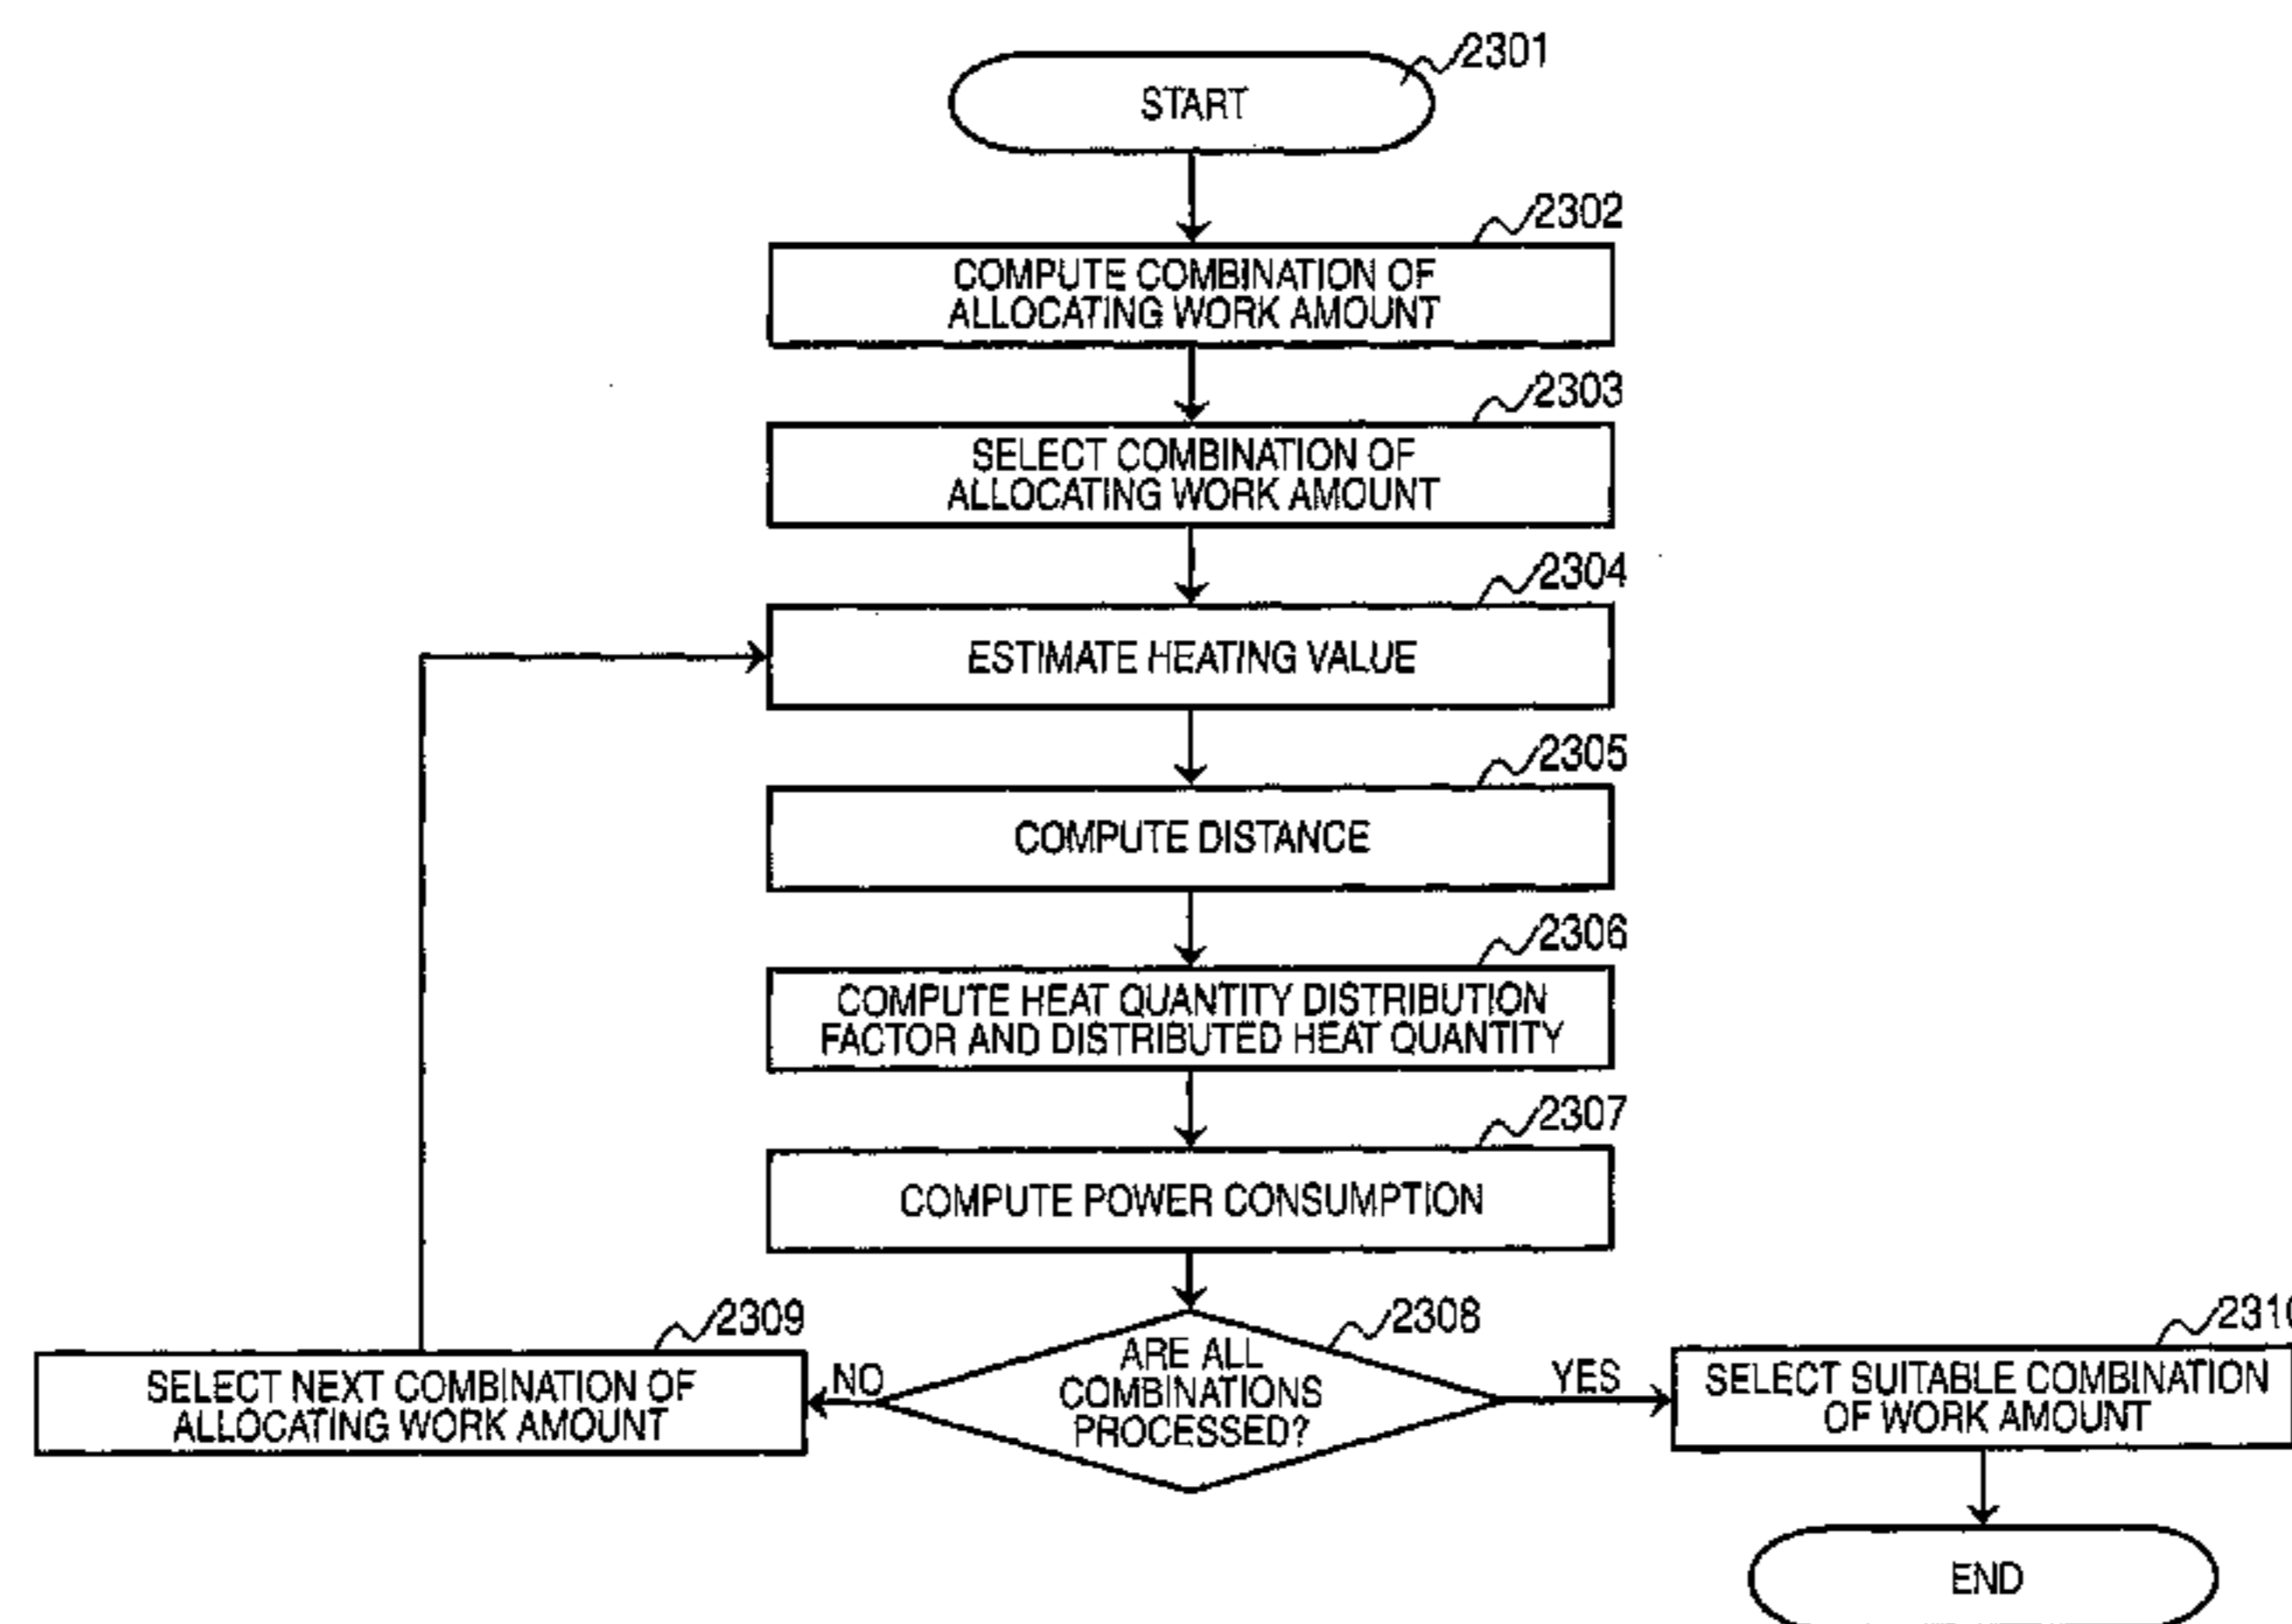 2301
START
2302
COMPUTE COMBINATION OF
ALLOCATING WORK AMOUNT
2303
SELECT COMBINATION OF
ALLOCATING WORK AMOUNT
2304
ESTIMATE HEATING VALUE
2305
COMPUTE DISTANCE
2306
COMPUTE HEAT QUANTITY DISTRIBUTION
FACTOR AND DISTRIBUTED HEAT QUANTITY
2307
COMPUTE POWER CONSUMPTION
2309
SELECT NEXT COMBINATION OF
ALLOCATING WORK AMOUNT
NO
2308
ARE ALL
COMBINATIONS
PROCESSED?
YES
2310
SELECT SUITABLE COMBINATION
OF WORK AMOUNT
END